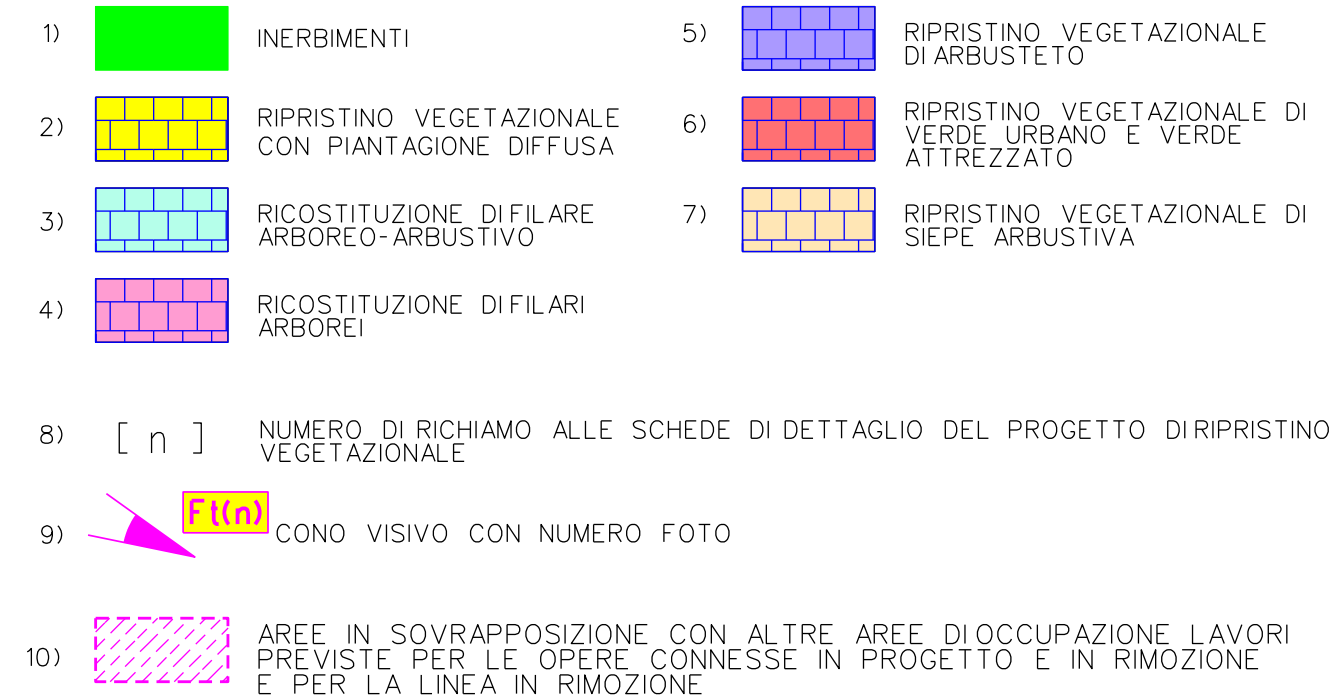 1) INERBIMENTI
2) RIPRISTINO VEGETAZIONALE
CON PIANTAGIONE DIFFUSA
3) RICOSTITUZIONE DI FILARE
ARBOREO-ARBUSTIVO
4) RICOSTITUZIONE DI FILARI
ARBOREI
5) RIPRISTINO VEGETAZIONALE
DI ARBUSTETO
6) RIPRISTINO VEGETAZIONALE DI
VERDE URBANO E VERDE
ATTREZZATO
7) RIPRISTINO VEGETAZIONALE DI
SIEPE ARBUSTIVA
8) [ n ] NUMERO DI RICHIAMO ALLE SCHEDE DI DETTAGLIO DEL PROGETTO DI RIPRISTINO
VEGETAZIONALE
9) Ft(n) CONO VISIVO CON NUMERO FOTO
10) AREE IN SOVRAPPOSIZIONE CON ALTRE AREE DI OCCUPAZIONE LAVORI
PREVISTE PER LE OPERE CONNESSE IN PROGETTO E IN RIMOZIONE
E PER LA LINEA IN RIMOZIONE